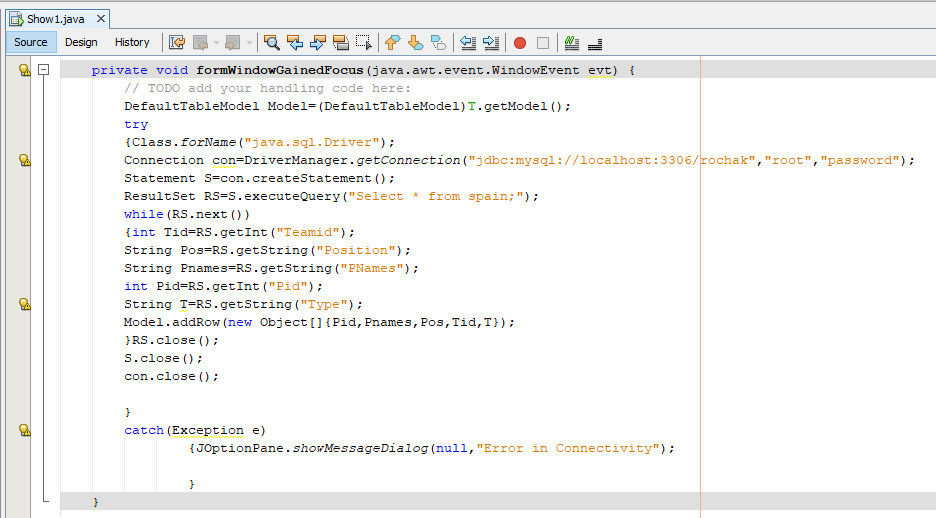 Show1.java
Source Design History
private void formWindowGainedFocus(java.awt.event.WindowEvent evt) {
// TODO add your handling code here:
DefaultTableModel Model=(DefaultTableModel)T.getModel();
try
{Class.forName("java.sql.Driver");
Connection con=DriverManager.getConnection("jdbc:mysql://localhost:3306/rochak","root","password");
Statement S=con.createStatement();
ResultSet RS=S.executeQuery("Select * from spain;");
while(RS.next())
{int Tid=RS.getInt("Teamid");
String Pos=RS.getString("Position");
String Pnames=RS.getString("PNames");
int Pid=RS.getInt("Pid");
String T=RS.getString("Type");
Model.addRow(new Object[]{Pid,Pnames,Pos,Tid,T});
}RS.close();
S.close();
con.close();
}
catch(Exception e)
{JOptionPane.showMessageDialog(null,"Error in Connectivity");
}
}